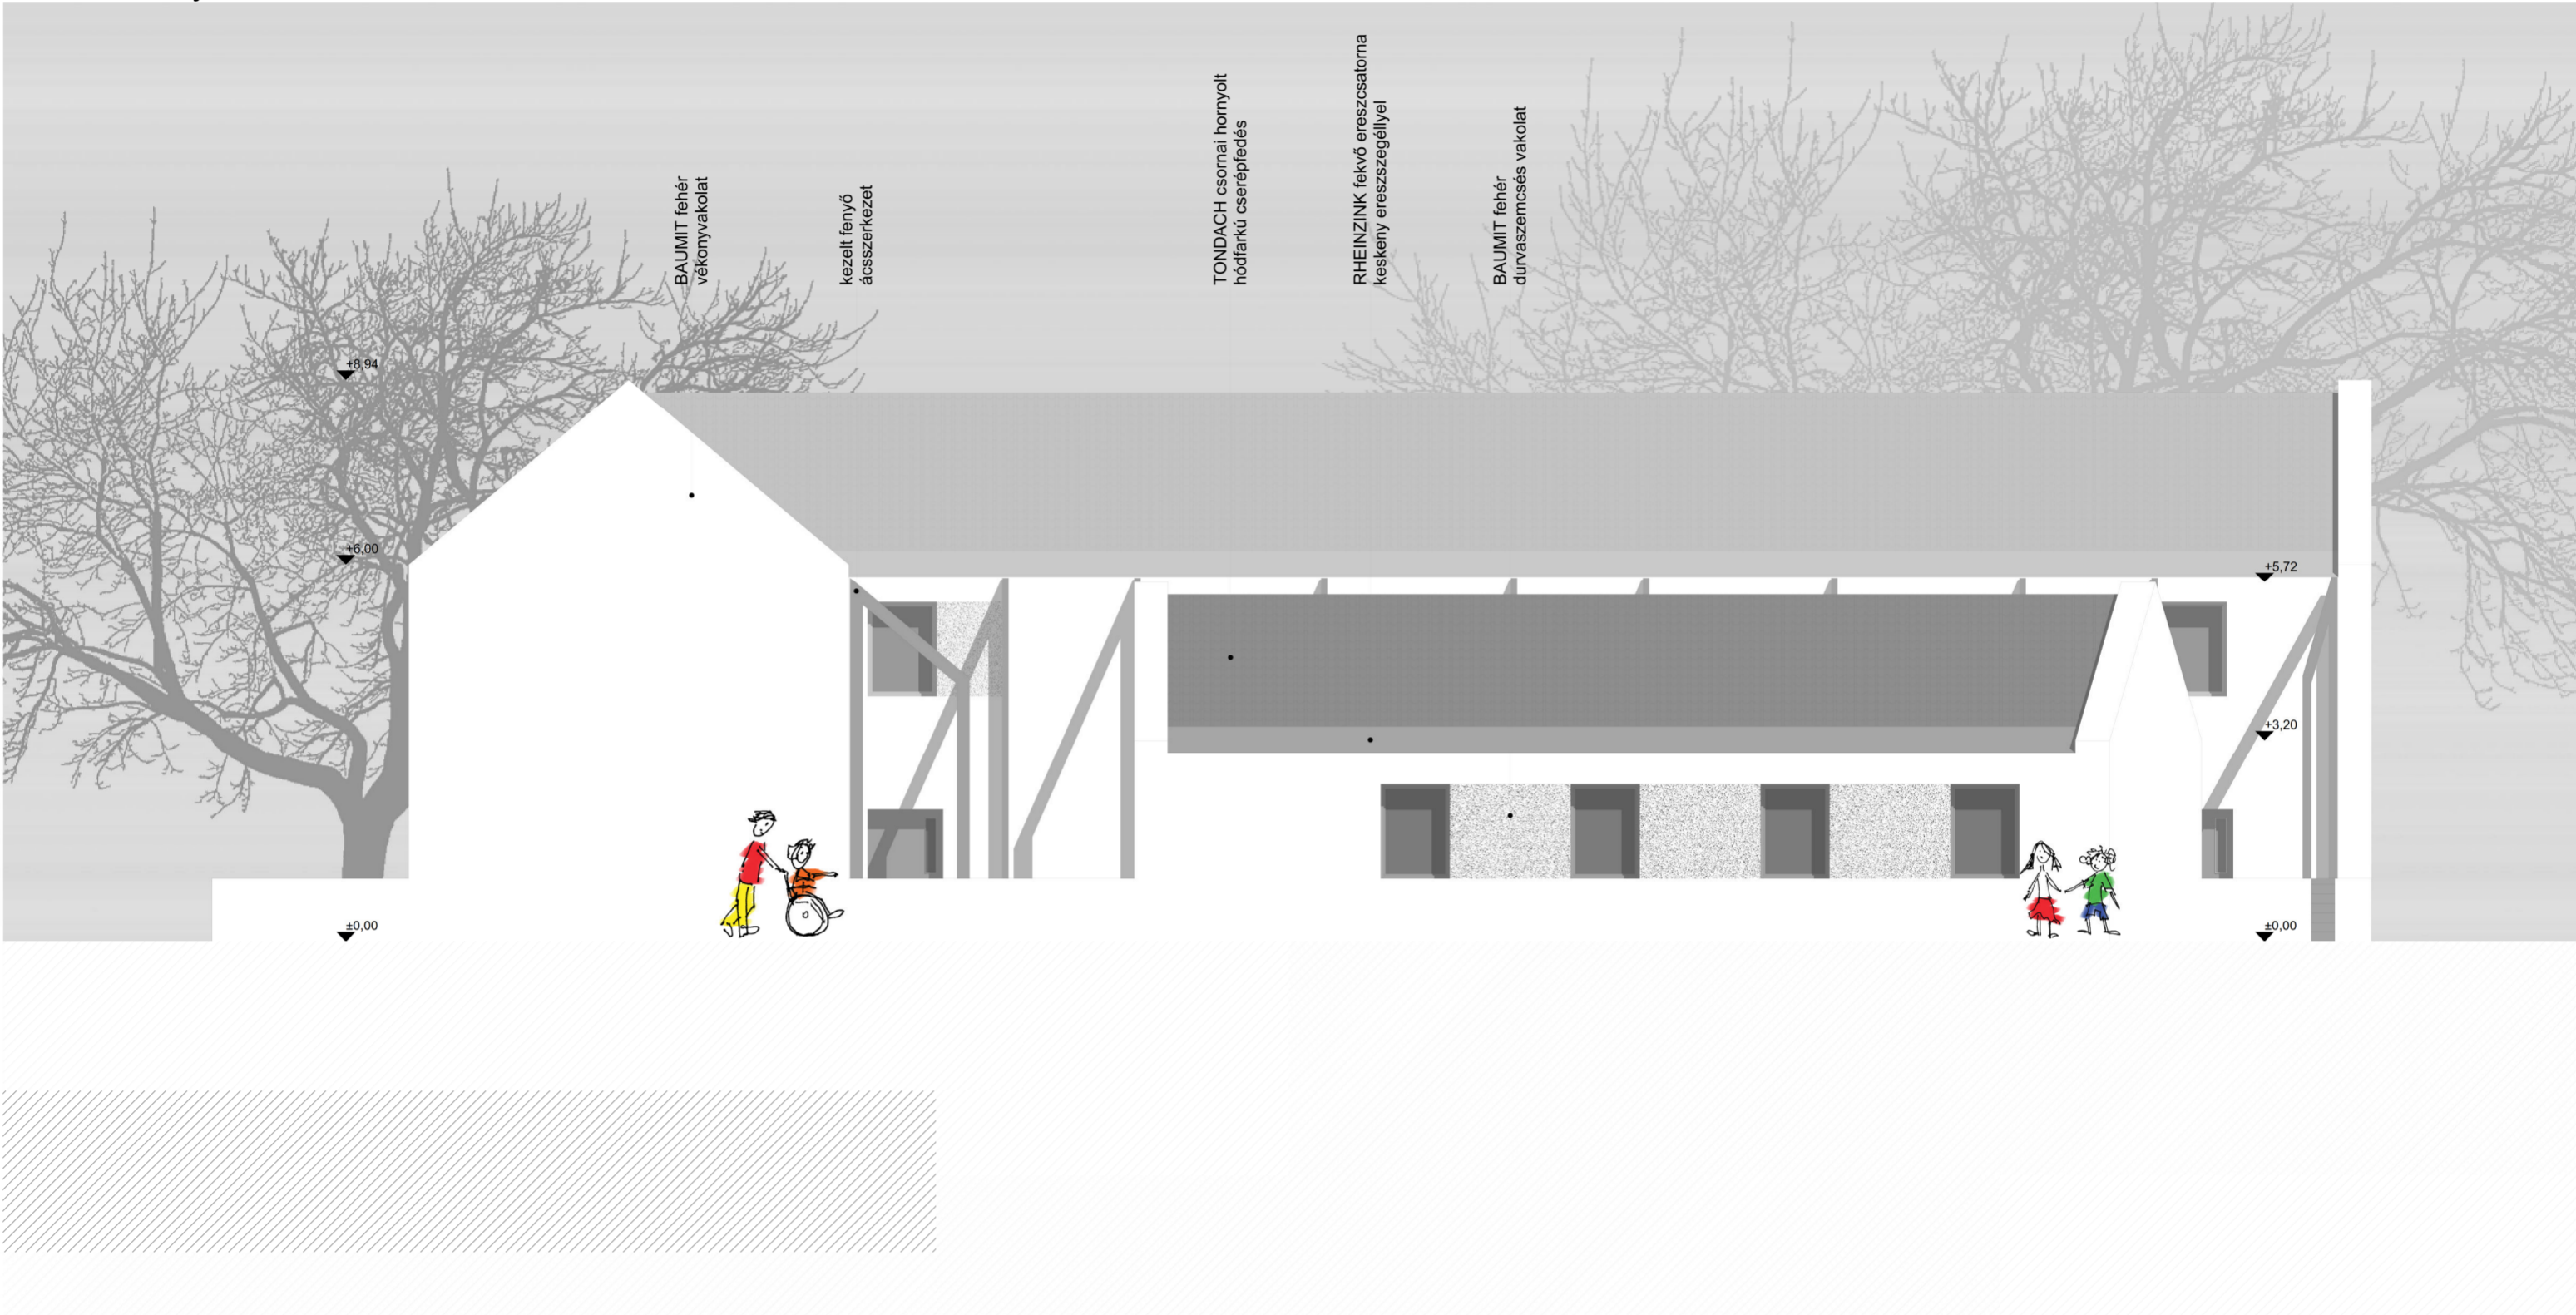 BAUMIT fehér
vékonyvakolat
kezelt fenyő
ácsszerkezet
TONDACH csornai hornyolt
hódfarkú cserépfedés
RHEINZINK fekvő ereszcsatorna
keskeny ereszszegéllyel
BAUMIT fehér
durvaszemcsés vakolat
+8,94
+6,00
+5,72
+3,20
±0,00
±0,00